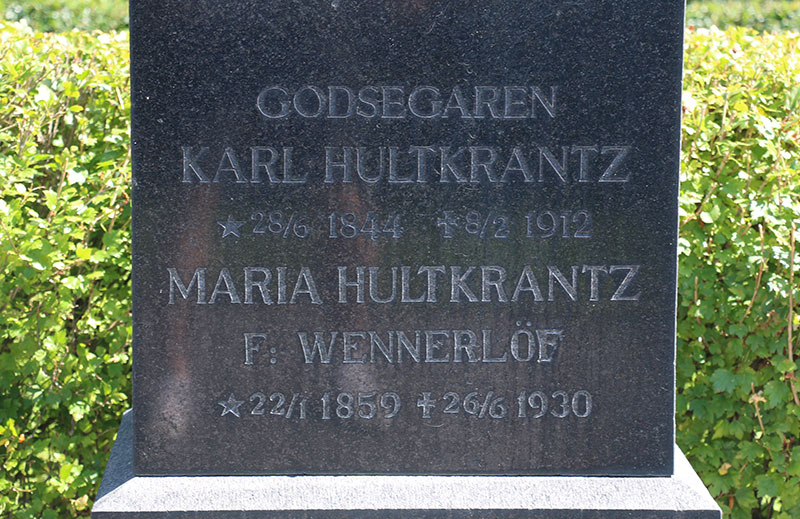 GODSEGAREN
KARL HULTKRANTZ
★ 28/6 1844 ✝ 8/2 1912
MARIA HULTKRANTZ
F: WENNERLÖF
★ 22/1 1859 ✝ 26/6 1930